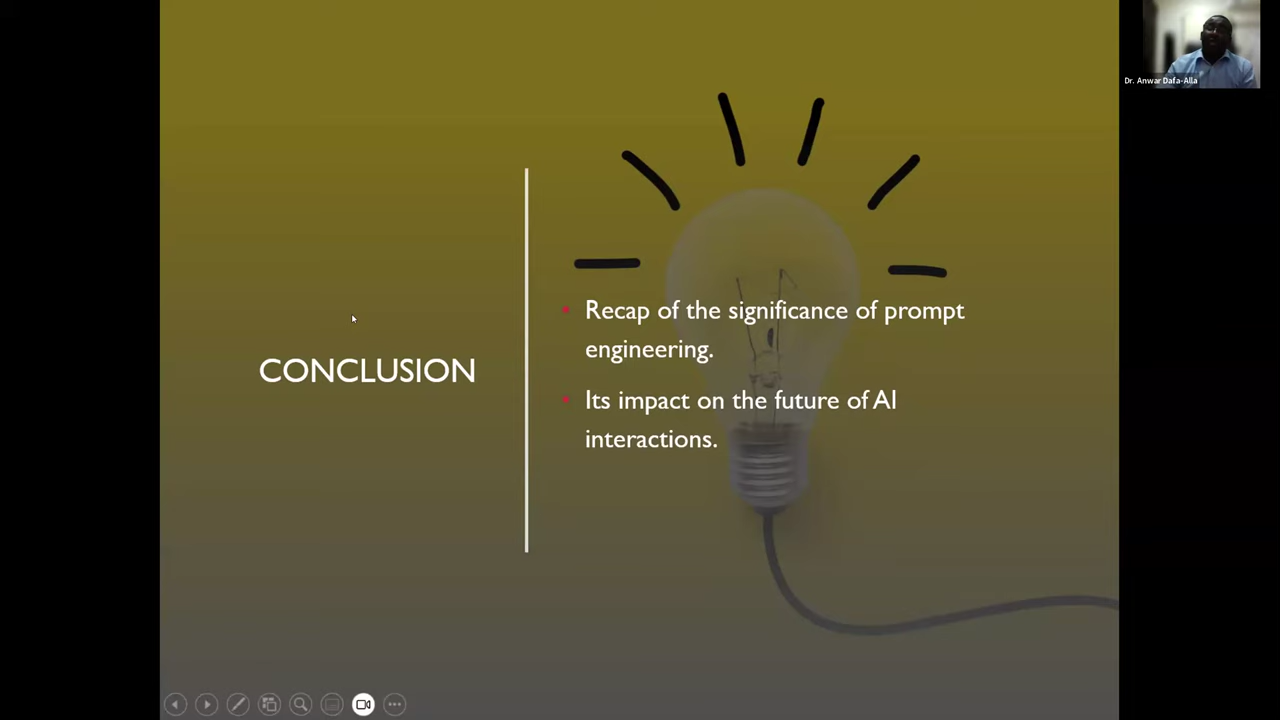 Dr. Anwar Dafa-Alla
CONCLUSION
Recap of the significance of prompt
engineering.
Its impact on the future of AI
interactions.